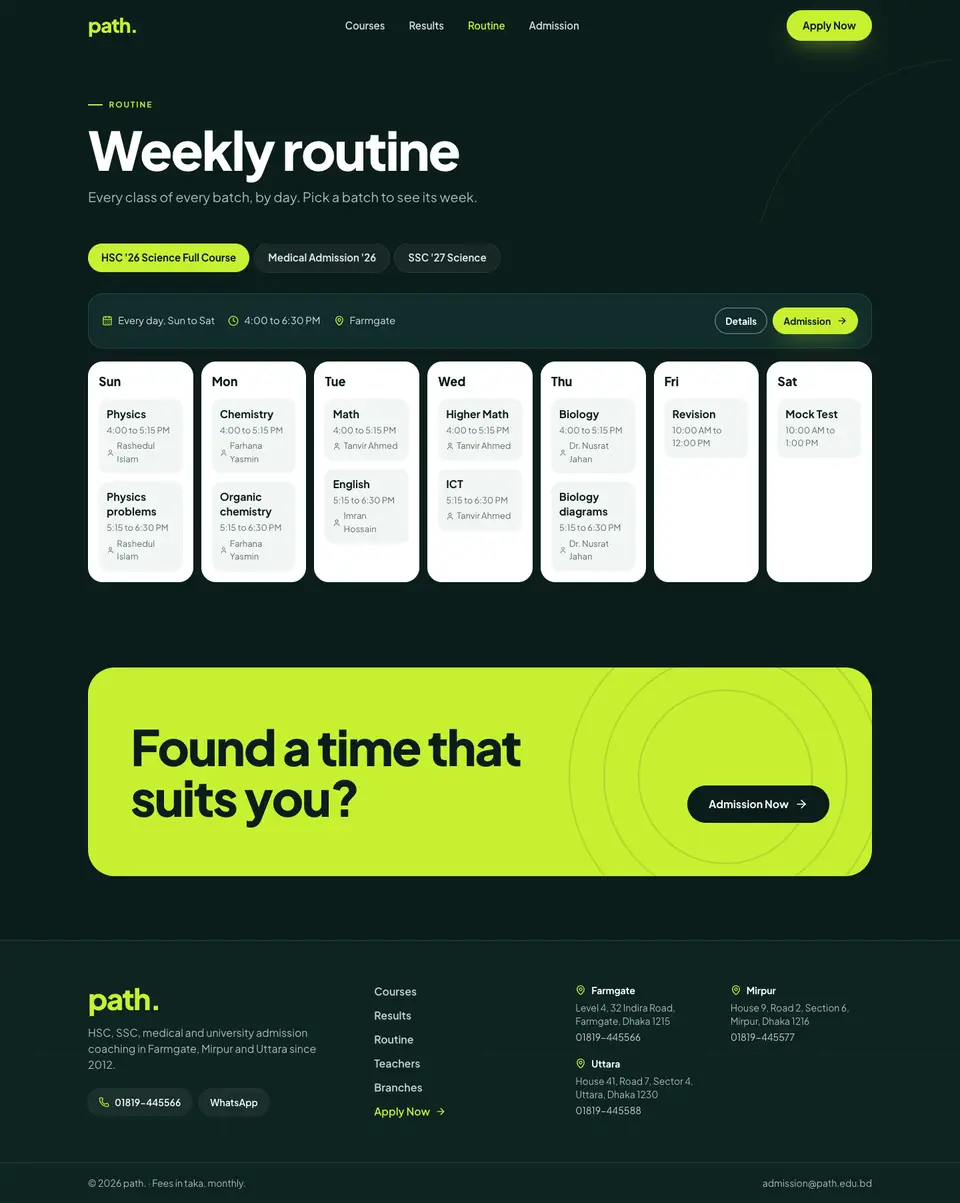 path.
Courses
Results
Routine
Admission
Apply Now
ROUTINE
Weekly routine
Every class of every batch, by day. Pick a batch to see its week.
HSC '26 Science Full Course
Medical Admission '26
SSC '27 Science
Every day, Sun to Sat
4:00 to 6:30 PM
Farmgate
Details
Admission
Sun
Physics
4:00 to 5:15 PM
Rashedul
Islam
Physics
problems
5:15 to 6:30 PM
Rashedul
Islam
Mon
Chemistry
4:00 to 5:15 PM
Farhana
Yasmin
Organic
chemistry
5:15 to 6:30 PM
Farhana
Yasmin
Tue
Math
4:00 to 5:15 PM
Tanvir Ahmed
English
5:15 to 6:30 PM
Imran
Hossain
Wed
Higher Math
4:00 to 5:15 PM
Tanvir Ahmed
ICT
5:15 to 6:30 PM
Tanvir Ahmed
Thu
Biology
4:00 to 5:15 PM
Dr. Nusrat
Jahan
Biology
diagrams
5:15 to 6:30 PM
Dr. Nusrat
Jahan
Fri
Revision
10:00 AM to
12:00 PM
Sat
Mock Test
10:00 AM to
1:00 PM
Found a time that
suits you?
Admission Now
path.
HSC, SSC, medical and university admission
coaching in Farmgate, Mirpur and Uttara since
2012.
01819-445566
WhatsApp
Courses
Results
Routine
Teachers
Branches
Apply Now
Farmgate
Level 4, 32 Indira Road,
Farmgate, Dhaka 1215
01819-445566
Mirpur
House 9, Road 2, Section 6,
Mirpur, Dhaka 1216
01819-445577
Uttara
House 41, Road 7, Sector 4,
Uttara, Dhaka 1230
01819-445588
© 2026 path. · Fees in taka, monthly.
admission@path.edu.bd